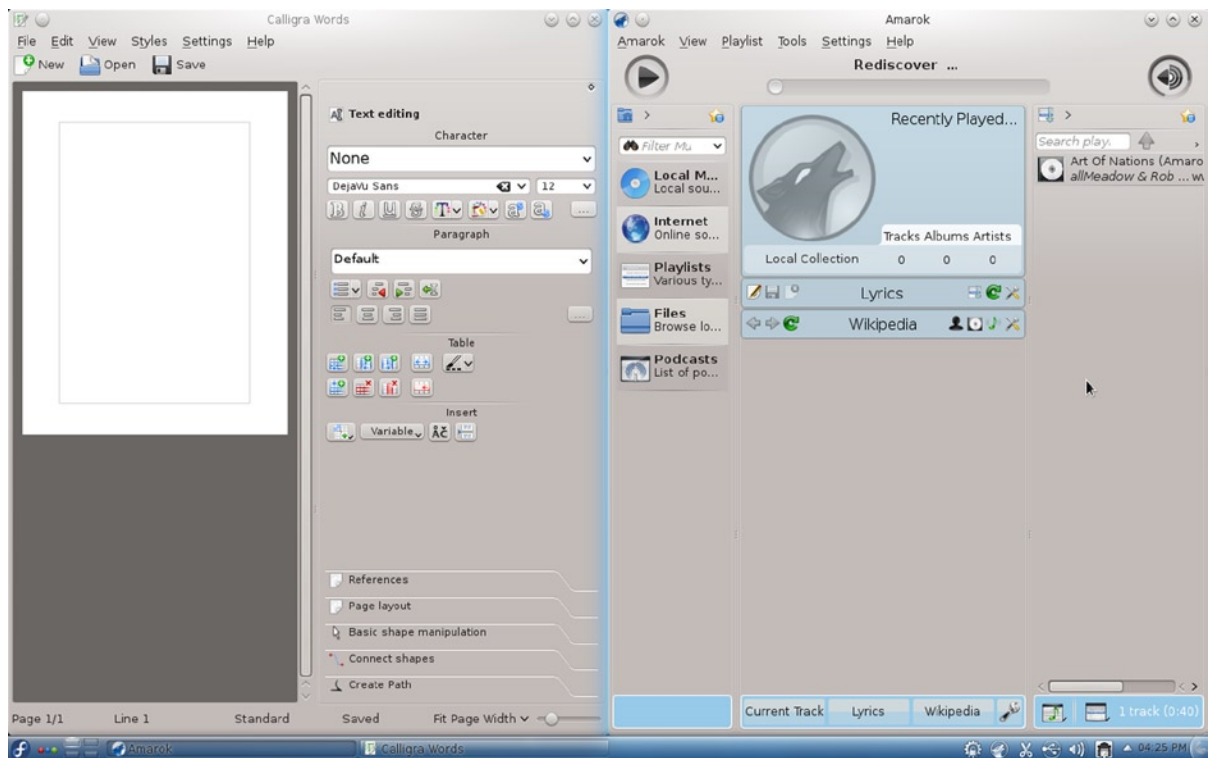 Calligra Words
File Edit View Styles Settings Help
New Open Save
Text editing
Character
None
DejaVu Sans 12
Paragraph
Default
...
Table
Insert
Variable
References
Page layout
Basic shape manipulation
Connect shapes
Create Path
Page 1/1 Line 1 Standard Saved Fit Page Width
Amarok
Amarok View Playlist Tools Settings Help
Rediscover ...
Filter Mu
Local M...
Local sou...
Internet
Online so...
Playlists
Various ty...
Files
Browse lo...
Podcasts
List of po...
Recently Played...
Tracks Albums Artists
Local Collection 0 0 0
Lyrics
Wikipedia
Current Track Lyrics Wikipedia
Search play.
Art Of Nations (Amaro
allMeadow & Rob ...
1 track (0:40)
Amarok Calligra Words 04:25 PM